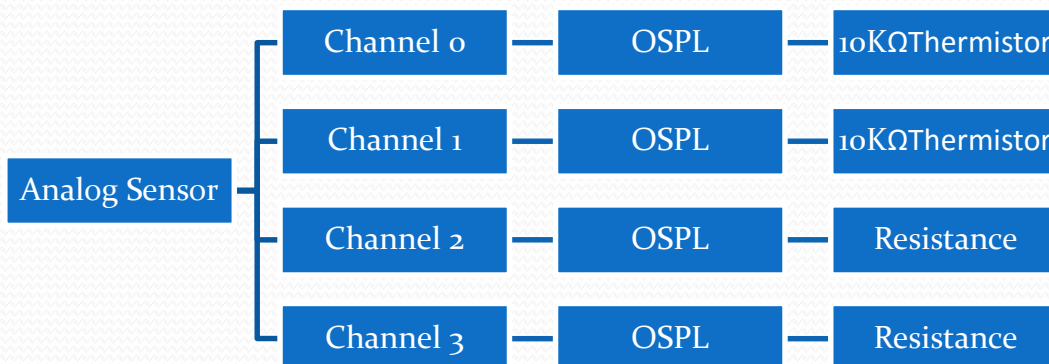 Channel 0 OSPL 10KΩThermistor
Channel 1 OSPL 10KΩThermistor
Analog Sensor
Channel 2 OSPL Resistance
Channel 3 OSPL Resistance